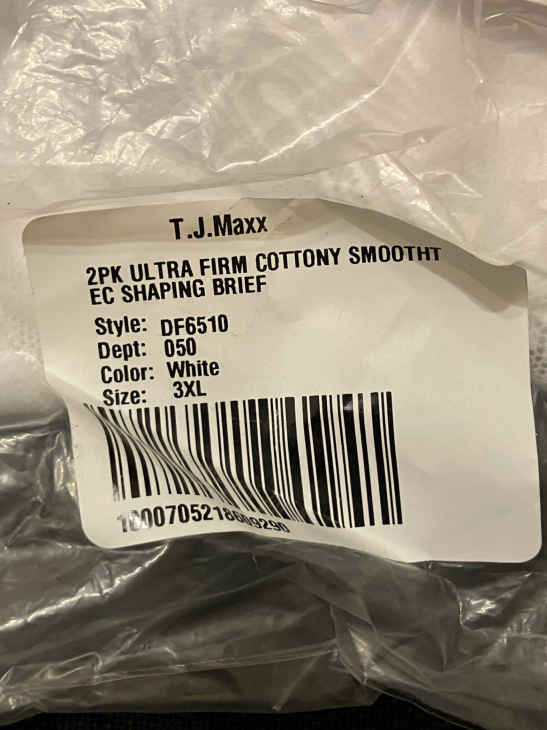 T.J.Maxx
2PK ULTRA FIRM COTTONY SMOOTHT
EC SHAPING BRIEF
Style: DF6510
Dept: 050
Color: White
Size: 3XL